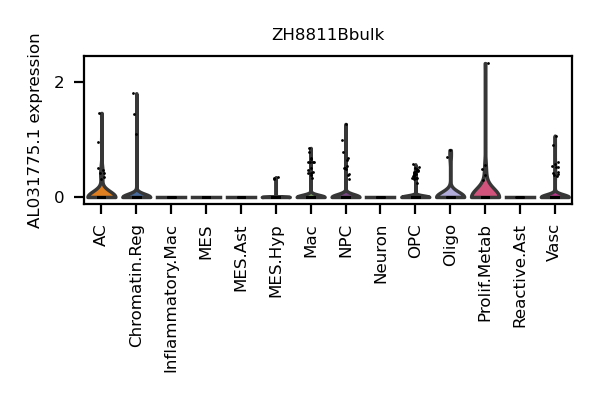 ZH8811Bbulk
AL031775.1 expression
2
0
AC
Chromatin.Reg
Inflammatory.Mac
MES
MES.Ast
MES.Hyp
Mac
NPC
Neuron
OPC
Oligo
Prolif.Metab
Reactive.Ast
Vasc